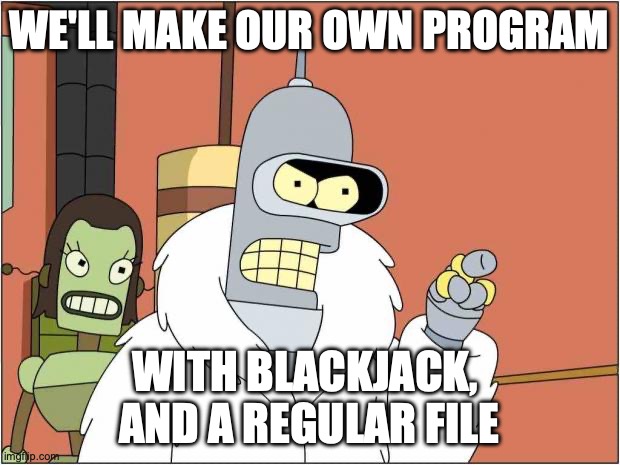 WE'LL MAKE OUR OWN PROGRAM
WITH BLACKJACK,
AND A REGULAR FILE
imgflip.com